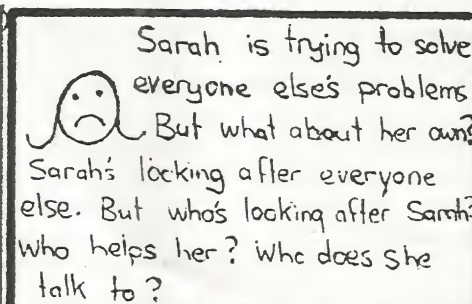 Sarah is trying to solve
everyone else's problems
But what about her own?
Sarah's looking after everyone
else. But who's looking after Sarah?
who helps her? Who does she
talk to?